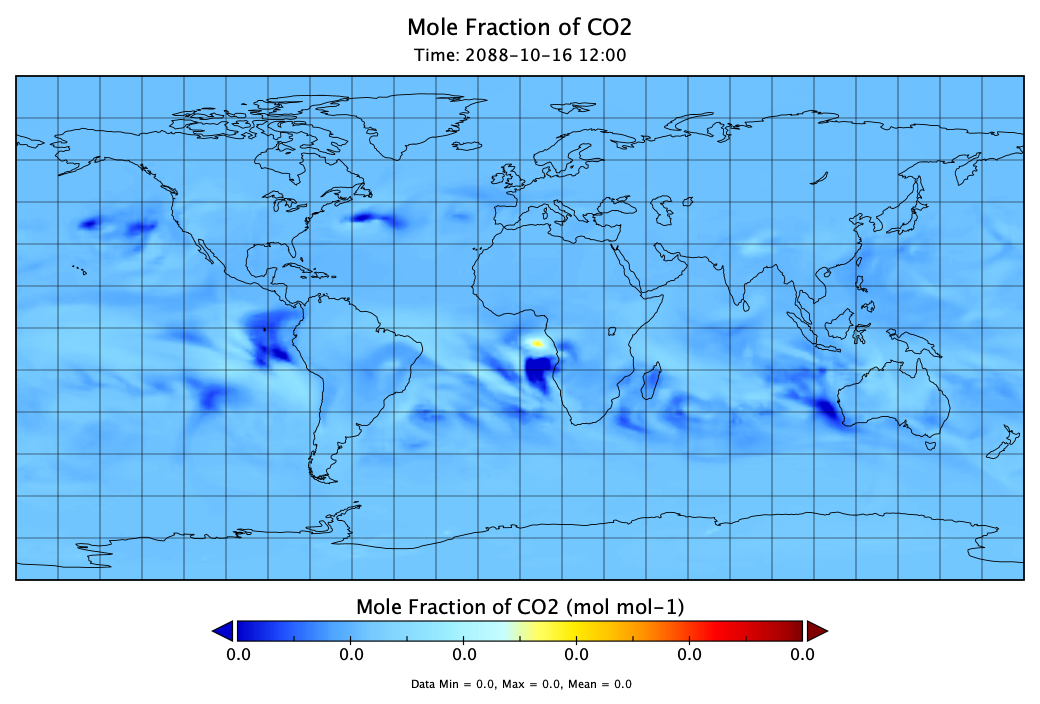 Mole Fraction of CO2
Time: 2088-10-16 12:00
Mole Fraction of CO2 (mol mol-1)
0.0 0.0 0.0 0.0 0.0 0.0
Data Min = 0.0, Max = 0.0, Mean = 0.0